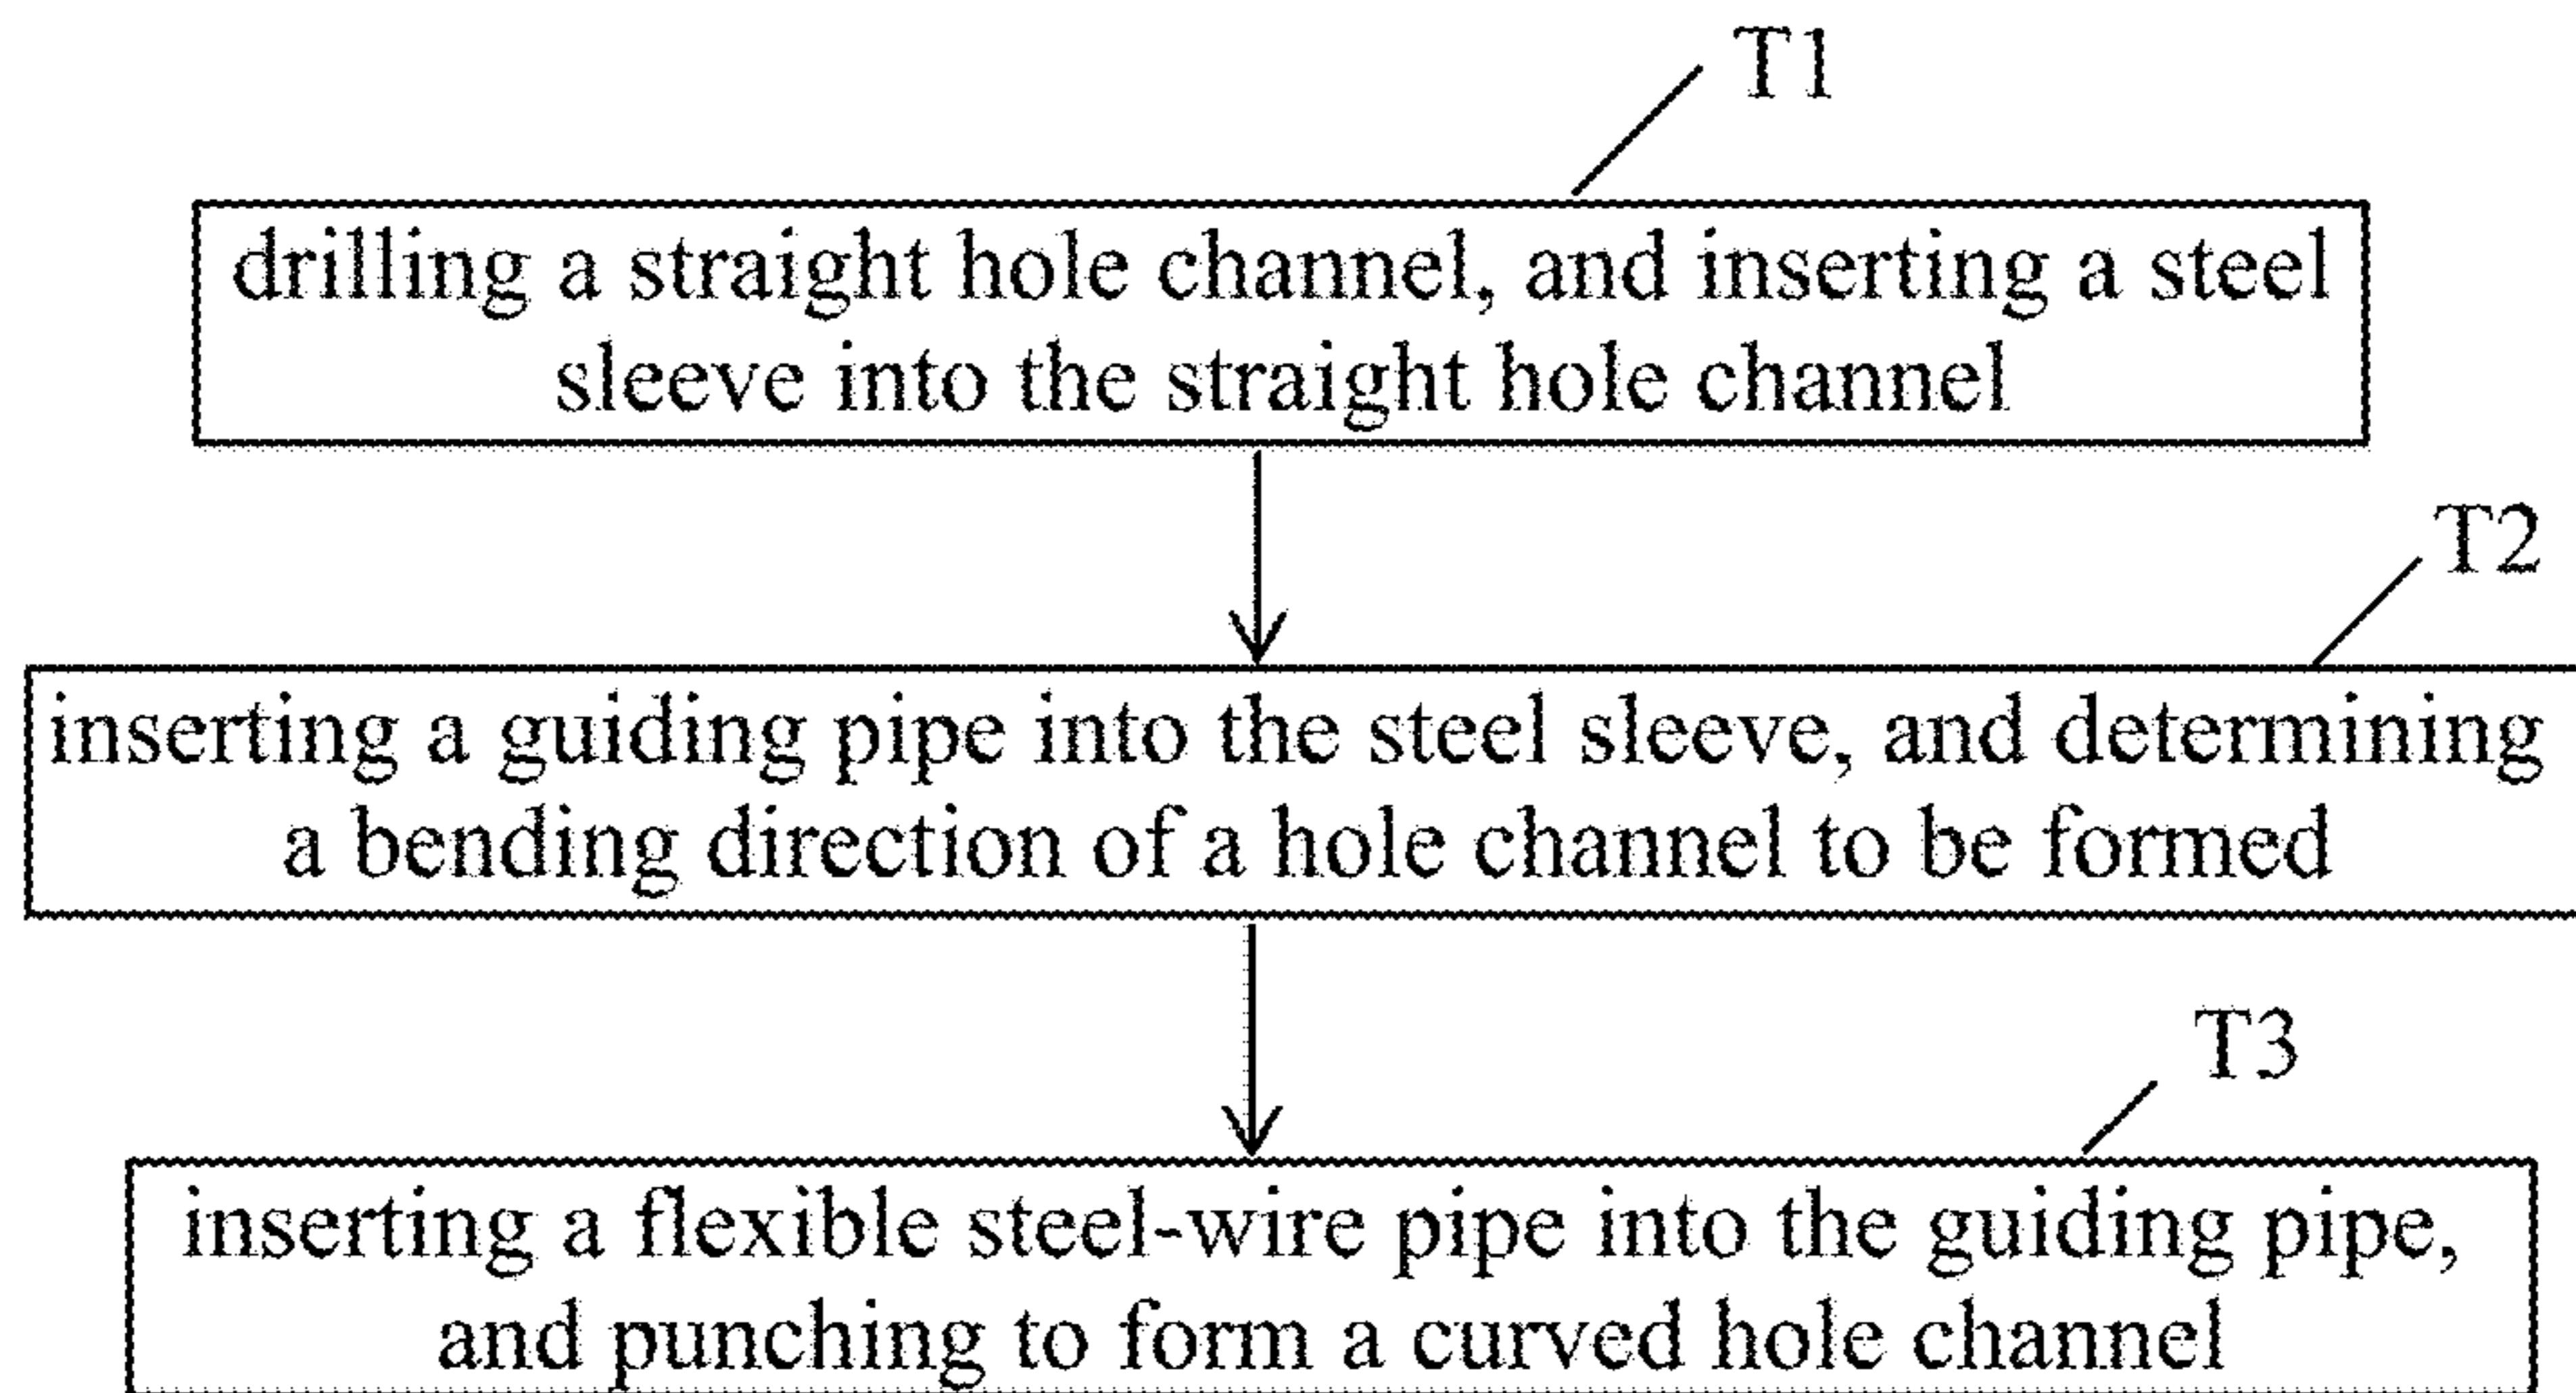 T1
drilling a straight hole channel, and inserting a steel
sleeve into the straight hole channel
T2
inserting a guiding pipe into the steel sleeve, and determining
a bending direction of a hole channel to be formed
T3
inserting a flexible steel-wire pipe into the guiding pipe,
and punching to form a curved hole channel